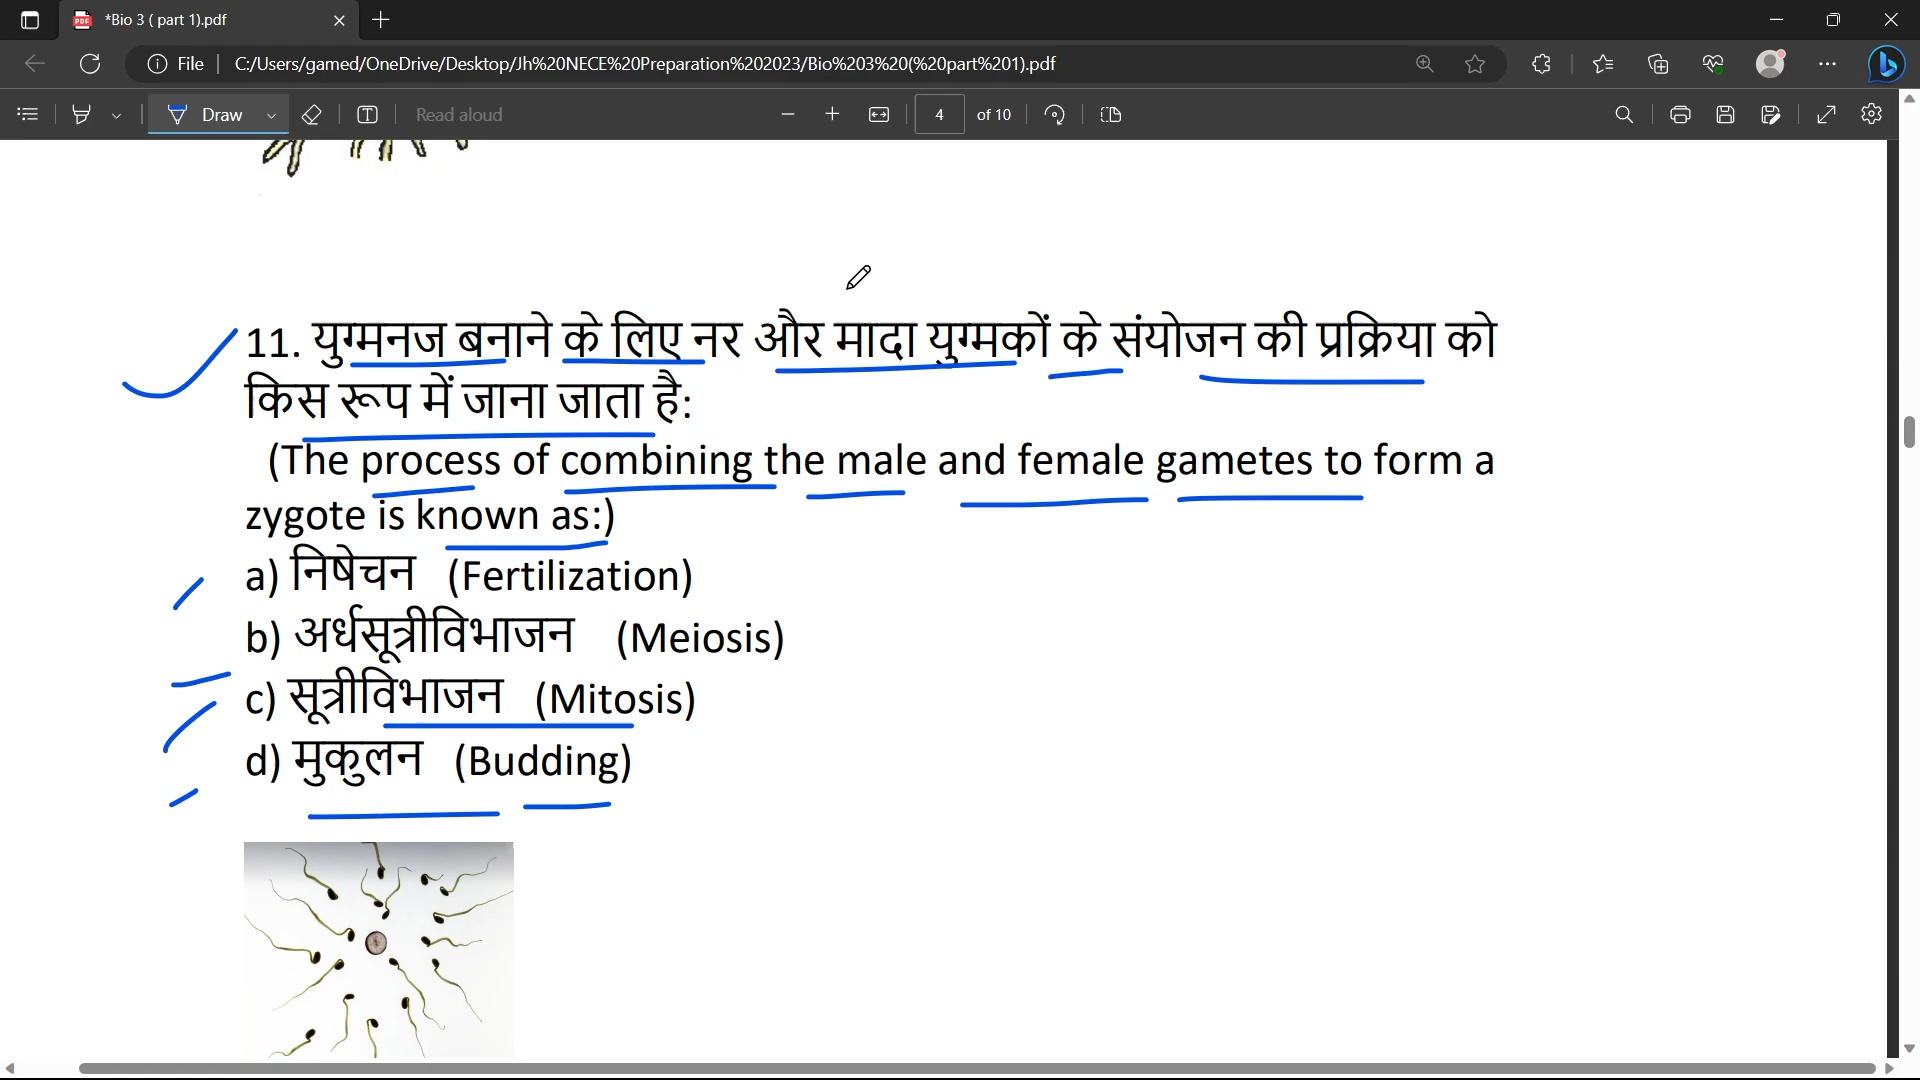 *Bio 3 ( part 1).pdf
File
C:/Users/gamed/OneDrive/Desktop/Jh%20NECE%20Preparation%202023/Bio%203%20(%20part%201).pdf
Draw
Read aloud
4 of 10
11. युग्मनज बनाने के लिए नर और मादा युग्मकों के संयोजन की प्रक्रिया को
किस रूप में जाना जाता है:
(The process of combining the male and female gametes to form a
zygote is known as:)
a) निषेचन (Fertilization)
b) अर्धसूत्रीविभाजन (Meiosis)
c) सूत्रीविभाजन (Mitosis)
d) मुकुलन (Budding)